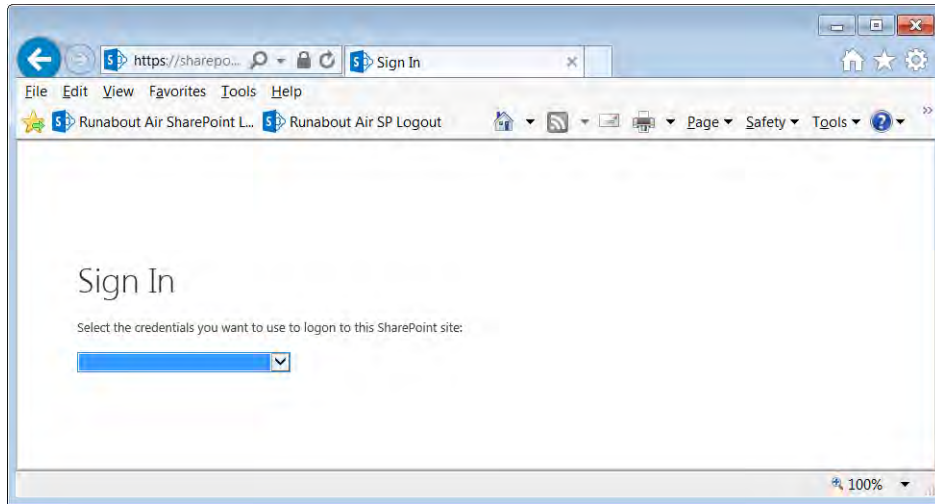 https://sharepo... Sign In
File Edit View Favorites Tools Help
Runabout Air SharePoint L... Runabout Air SP Logout Page Safety Tools
Sign In
Select the credentials you want to use to logon to this SharePoint site:
100%